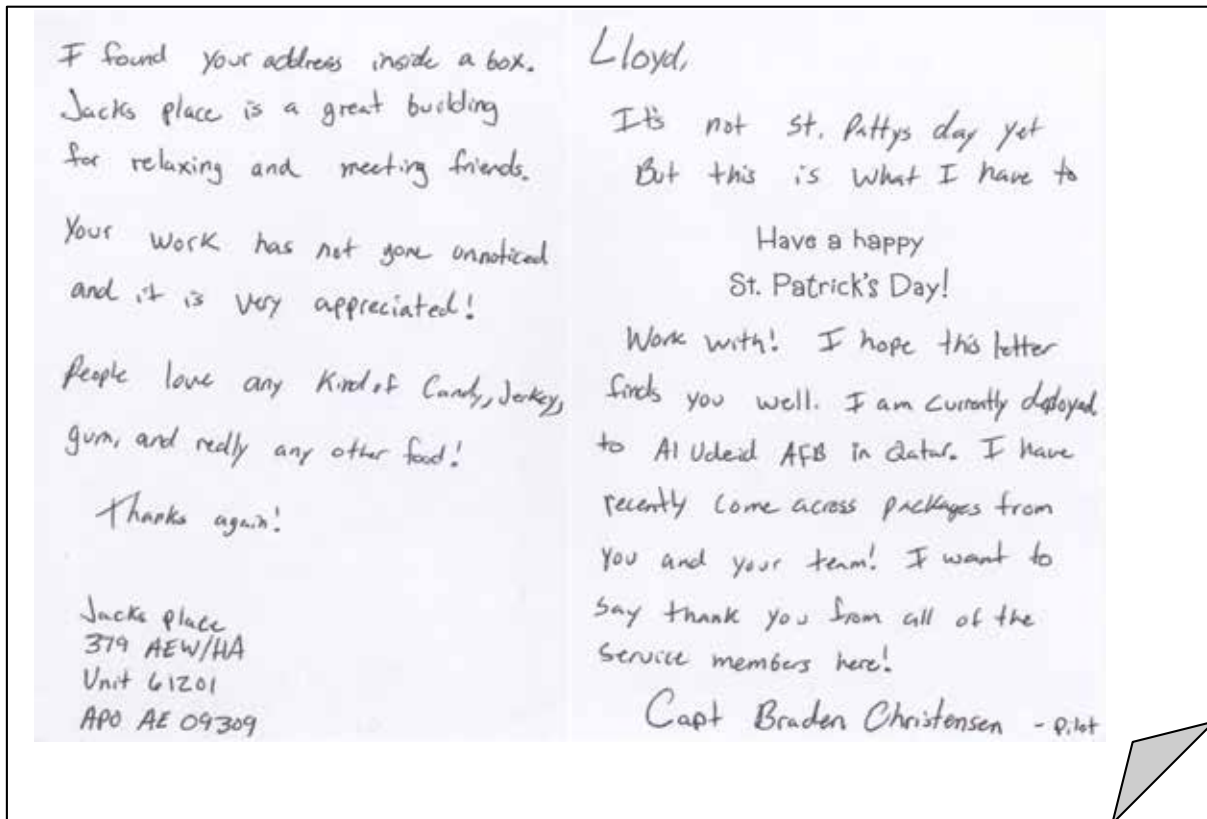 I found your address inside a box.
Jacks place is a great building
for relaxing and meeting friends.
Your work has not gone unnoticed
and it is very appreciated!
People love any kind of Candy, Jerkey,
gum, and really any other food!
Thanks again!
Jacks place
379 AEW/HA
Unit 61201
APO AE 09309
Lloyd,
It's not St. Pattys day yet
But this is what I have to
Have a happy
St. Patrick's Day!
Work with! I hope this letter
finds you well. I am currently deployed
to Al Udeid AFB in Qatar. I have
recently come across packages from
you and your team! I want to
say thank you from all of the
service members here!
Capt Braden Christensen - Pilot